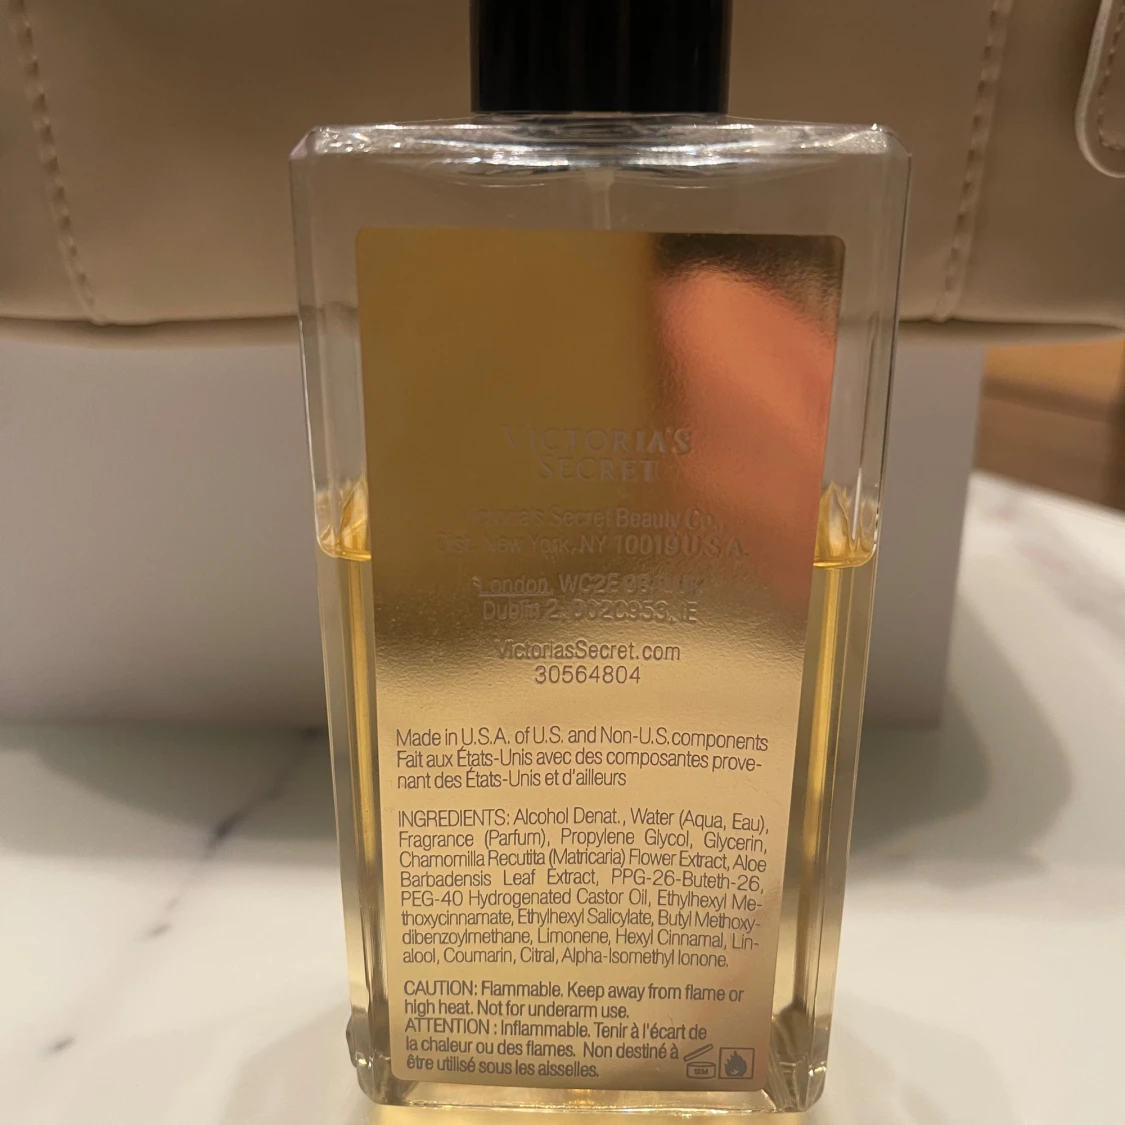 VICTORIA'S
SECRET
Victoria's Secret Beauty Co.,
Dist. New York, NY 10019 U.S.A.
London, WC2E
Dublin 2, IE
VictoriasSecret.com
30564804
Made in U.S.A. of U.S. and Non-U.S. components
Fait aux États-Unis avec des composantes prove-
nant des États-Unis et d'ailleurs
INGREDIENTS: Alcohol Denat., Water (Aqua, Eau),
Fragrance (Parfum), Propylene Glycol, Glycerin,
Chamomilla Recutita (Matricaria) Flower Extract, Aloe
Barbadensis Leaf Extract, PPG-26-Buteth-26,
PEG-40 Hydrogenated Castor Oil, Ethylhexyl Me-
thoxycinnamate, Ethylhexyl Salicylate, Butyl Methoxy-
dibenzoylmethane, Limonene, Hexyl Cinnamal, Lin-
alool, Coumarin, Citral, Alpha-Isomethyl Ionone.
CAUTION: Flammable. Keep away from flame or
high heat. Not for underarm use.
ATTENTION : Inflammable. Tenir à l'écart de
la chaleur ou des flammes. Non destiné à
être utilisé sous les aisselles.
18M